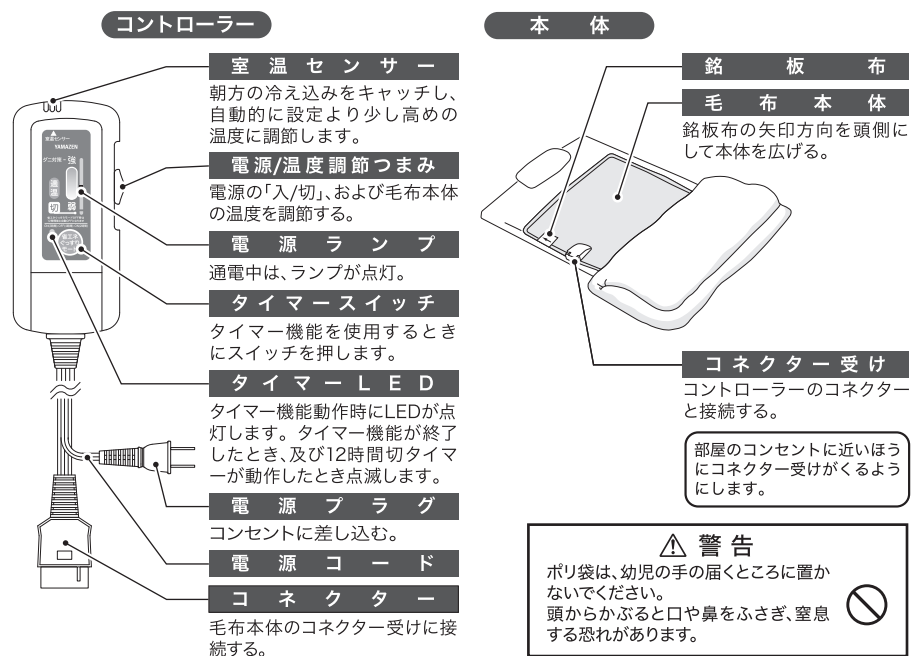 コントローラー
室温センサー
朝方の冷え込みをキャッチし、
自動的に設定より少し高めの
温度に調節します。
電源/温度調節つまみ
電源の「入/切」、および毛布本体
の温度を調節する。
電源ランプ
通電中は、ランプが点灯。
タイマースイッチ
タイマー機能を使用するとき
にスイッチを押します。
タイマーLED
タイマー機能動作時にLEDが点
灯します。タイマー機能が終了
したとき、及び12時間切タイマ
ーが動作したとき点滅します。
電源プラグ
コンセントに差し込む。
電源コード
コネクター
毛布本体のコネクター受けに接
続する。
室温センサー
YAMAZEN
ダニ対策・強
適温
切 弱
本体
銘板布
毛布本体
銘板布の矢印方向を頭側に
して本体を広げる。
コネクター受け
コントローラーのコネクター
と接続する。
部屋のコンセントに近いほう
にコネクター受けがくるよう
にします。
警告
ポリ袋は、幼児の手の届くところに置か
ないでください。
頭からかぶると口や鼻をふさぎ、窒息
する恐れがあります。